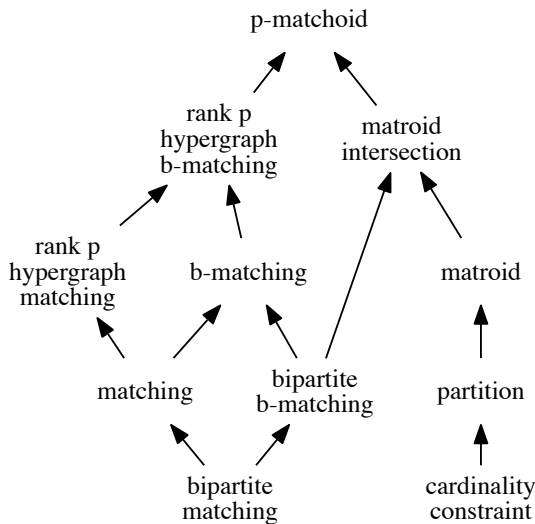 p-matchoid
rank p
hypergraph
b-matching
matroid
intersection
rank p
hypergraph
matching
b-matching
matroid
matching
bipartite
b-matching
partition
bipartite
matching
cardinality
constraint